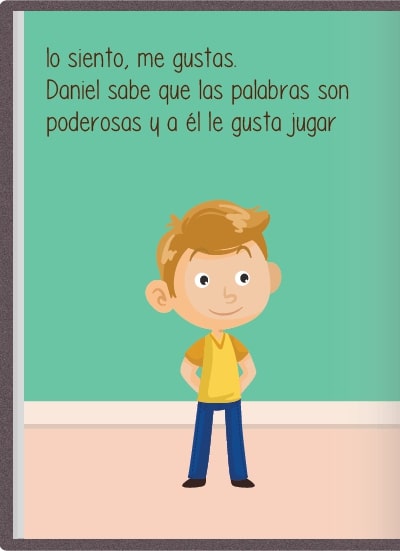 lo siento, me gustas.
Daniel sabe que las palabras son
poderosas y a él le gusta jugar